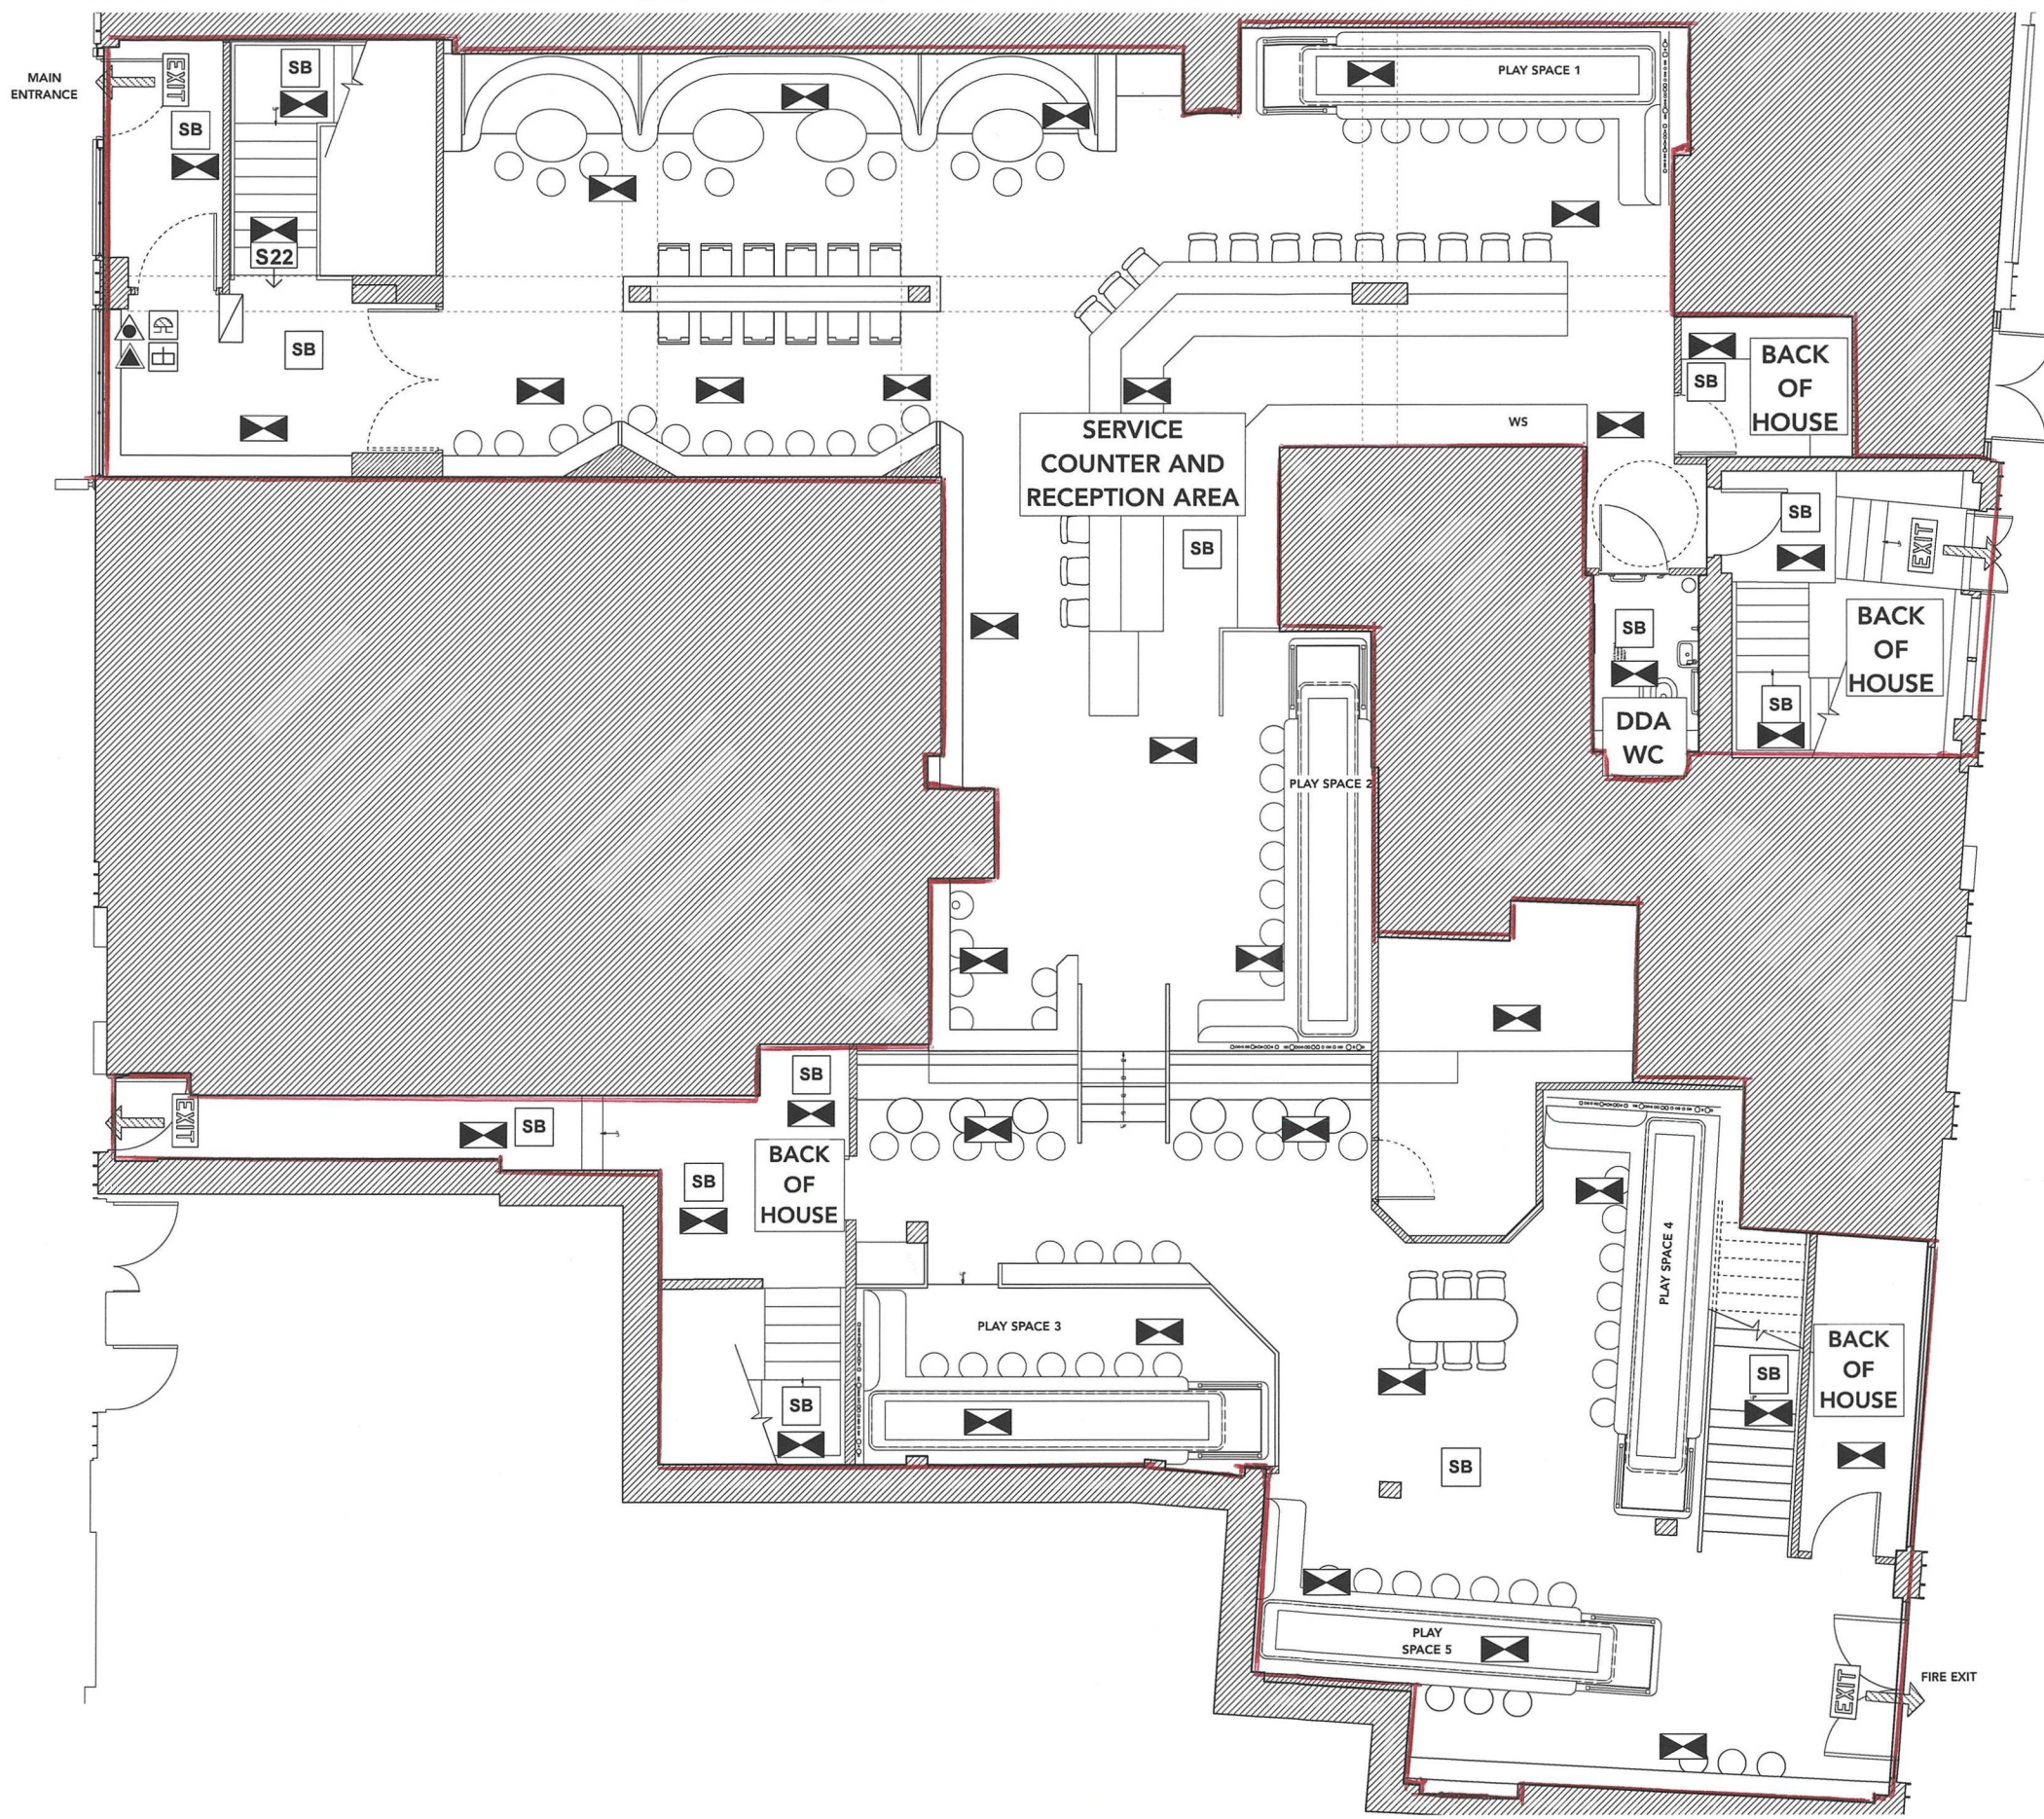 MAIN
ENTRANCE
EXIT
SB
SB
PLAY SPACE 1
S22
SB
SERVICE
COUNTER AND
RECEPTION AREA
WS
SB
BACK
OF
HOUSE
SB
SB
EXIT
SB
DDA
WC
BACK
OF
HOUSE
SB
PLAY SPACE 2
EXIT
SB
SB
SB
BACK
OF
HOUSE
PLAY SPACE 3
SB
PLAY SPACE 4
SB
BACK
OF
HOUSE
SB
PLAY
SPACE 5
EXIT
FIRE EXIT